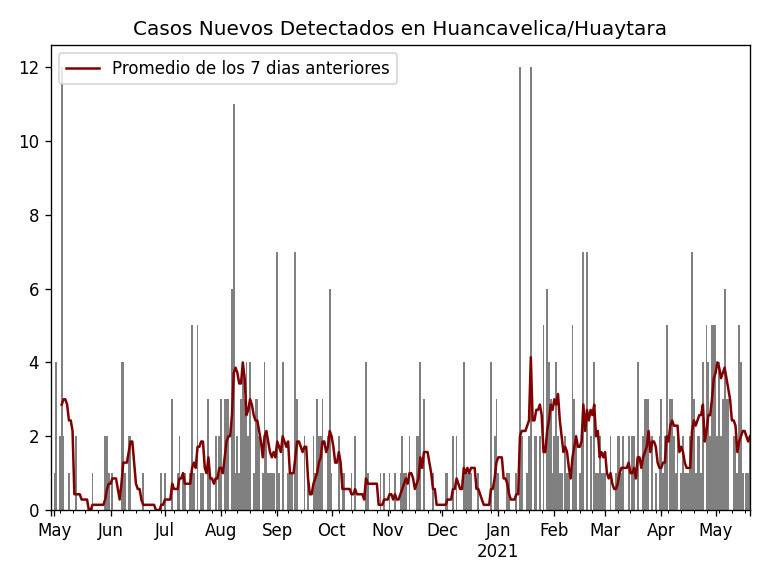 Casos Nuevos Detectados en Huancavelica/Huaytara
Promedio de los 7 dias anteriores
12
10
8
6
4
2
0
May Jun Jul Aug Sep Oct Nov Dec Jan Feb Mar Apr May
2021